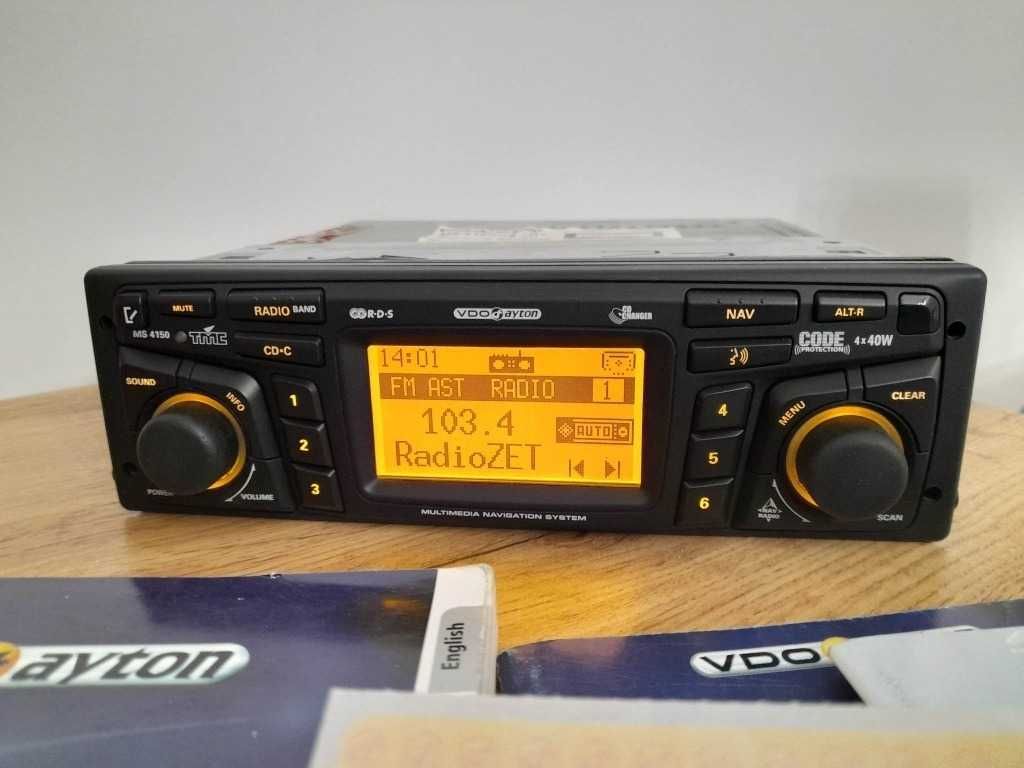 MUTE
RADIO BAND
EON R·D·S
VDO dayton
CD CHANGER
NAV
ALT·R
MS 4150
TMC
CD·C
CODE PROTECTION
4 x 40W
14:01
FM AST RADIO 1
103.4
AUTO
RadioZET
SOUND
INFO
1
2
3
POWER
VOLUME
4
5
6
MENU
CLEAR
NAV RADIO
SCAN
MULTIMEDIA NAVIGATION SYSTEM
ayton
English
VDO